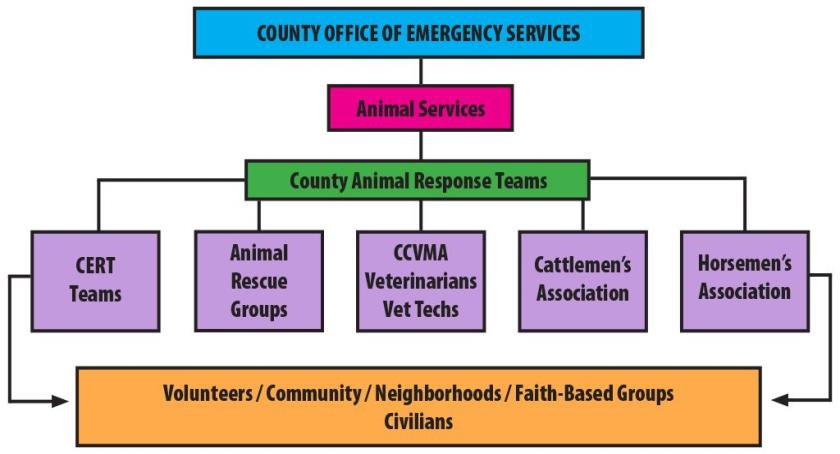 COUNTY OFFICE OF EMERGENCY SERVICES
Animal Services
County Animal Response Teams
CERT
Teams
Animal
Rescue
Groups
CCVMA
Veterinarians
Vet Techs
Cattlemen's
Association
Horsemen's
Association
Volunteers / Community / Neighborhoods / Faith-Based Groups
Civilians